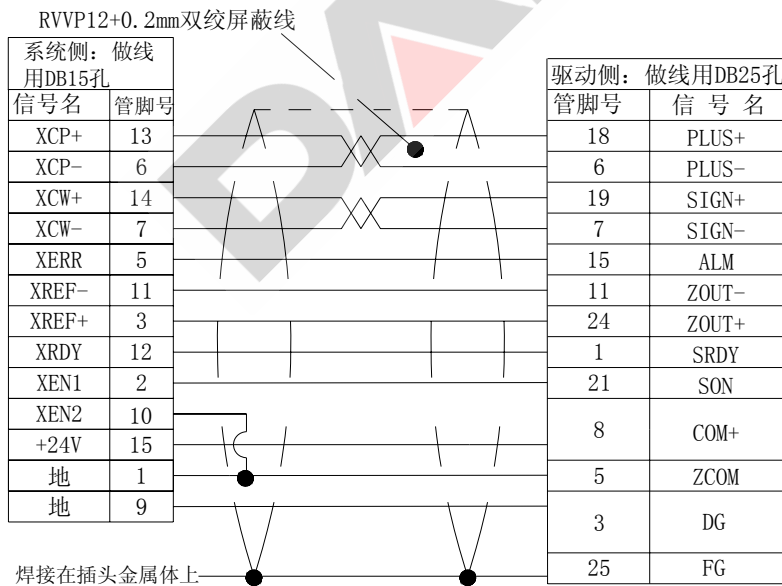 RVVP12+0.2mm双绞屏蔽线
系统侧: 做线
用DB15孔
信号名 管脚号
XCP+ 13
XCP- 6
XCW+ 14
XCW- 7
XERR 5
XREF- 11
XREF+ 3
XRDY 12
XEN1 2
XEN2 10
+24V 15
地 1
地 9
焊接在插头金属体上
驱动侧: 做线用DB25孔
管脚号 信 号 名
18 PLUS+
6 PLUS-
19 SIGN+
7 SIGN-
15 ALM
11 ZOUT-
24 ZOUT+
1 SRDY
21 SON
8 COM+
5 ZCOM
3 DG
25 FG